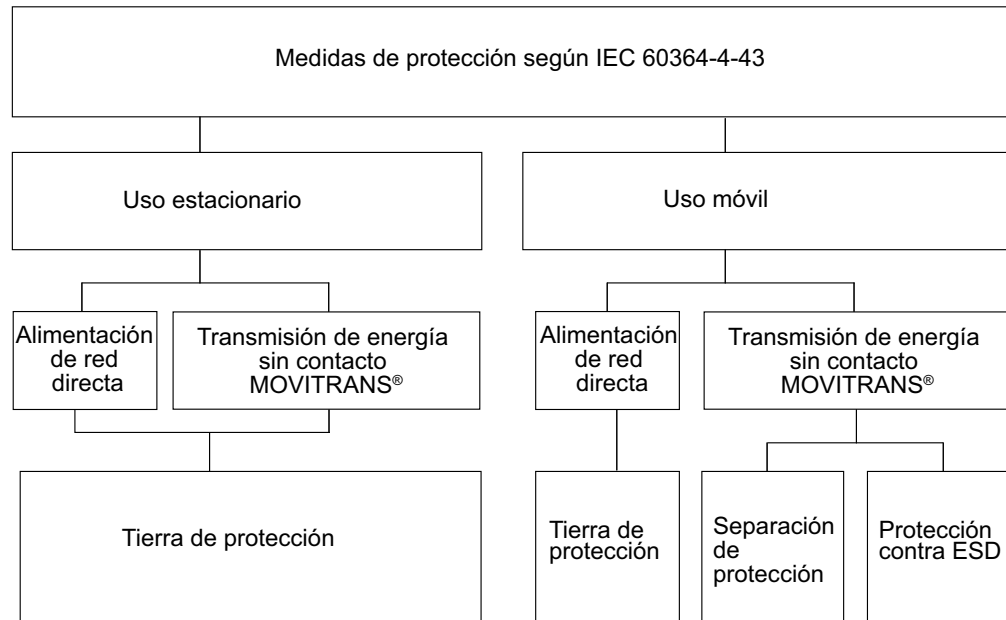 Medidas de protección según IEC 60364-4-43
Uso estacionario
Uso móvil
Alimentación
de red
directa
Transmisión de energía
sin contacto
MOVITRANS®
Alimentación
de red
directa
Transmisión de energía
sin contacto
MOVITRANS®
Tierra de protección
Tierra de
protección
Separación
de
protección
Protección
contra ESD